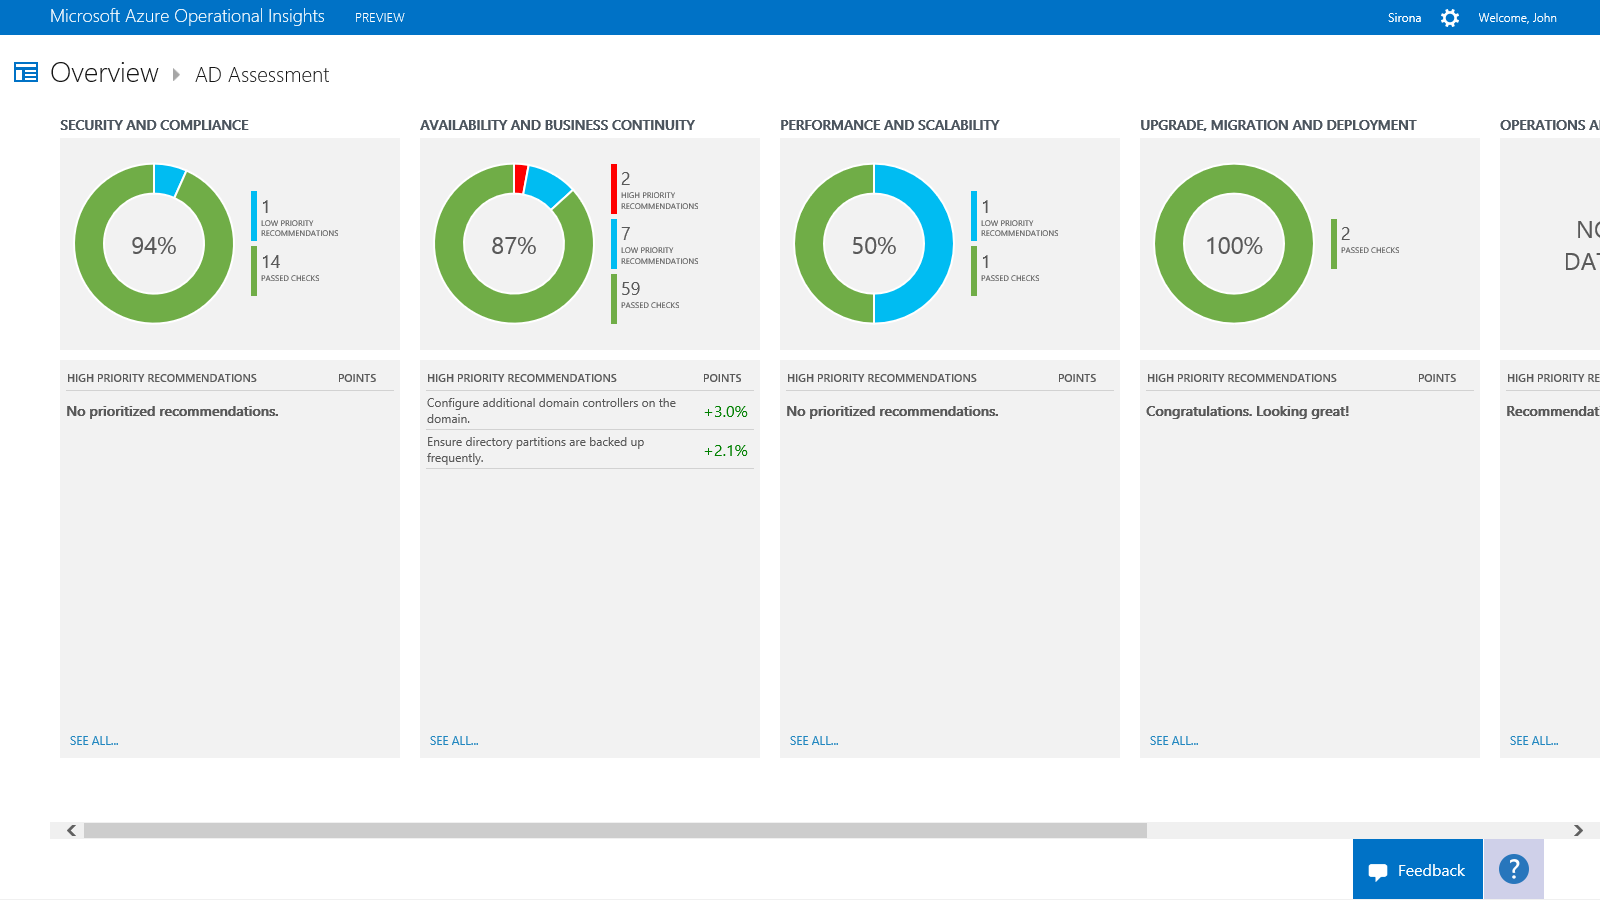 Microsoft Azure Operational Insights PREVIEW Sirona Welcome, John
Overview AD Assessment
SECURITY AND COMPLIANCE
94%
1
LOW PRIORITY
RECOMMENDATIONS
14
PASSED CHECKS
HIGH PRIORITY RECOMMENDATIONS POINTS
No prioritized recommendations.
SEE ALL...
AVAILABILITY AND BUSINESS CONTINUITY
87%
2
HIGH PRIORITY
RECOMMENDATIONS
7
LOW PRIORITY
RECOMMENDATIONS
59
PASSED CHECKS
HIGH PRIORITY RECOMMENDATIONS POINTS
Configure additional domain controllers on the
domain.
+3.0%
Ensure directory partitions are backed up
frequently.
+2.1%
SEE ALL...
PERFORMANCE AND SCALABILITY
50%
1
LOW PRIORITY
RECOMMENDATIONS
1
PASSED CHECKS
HIGH PRIORITY RECOMMENDATIONS POINTS
No prioritized recommendations.
SEE ALL...
UPGRADE, MIGRATION AND DEPLOYMENT
100%
2
PASSED CHECKS
HIGH PRIORITY RECOMMENDATIONS POINTS
Congratulations. Looking great!
SEE ALL...
OPERATIONS
HIGH PRIORITY
SEE ALL...
Feedback
?